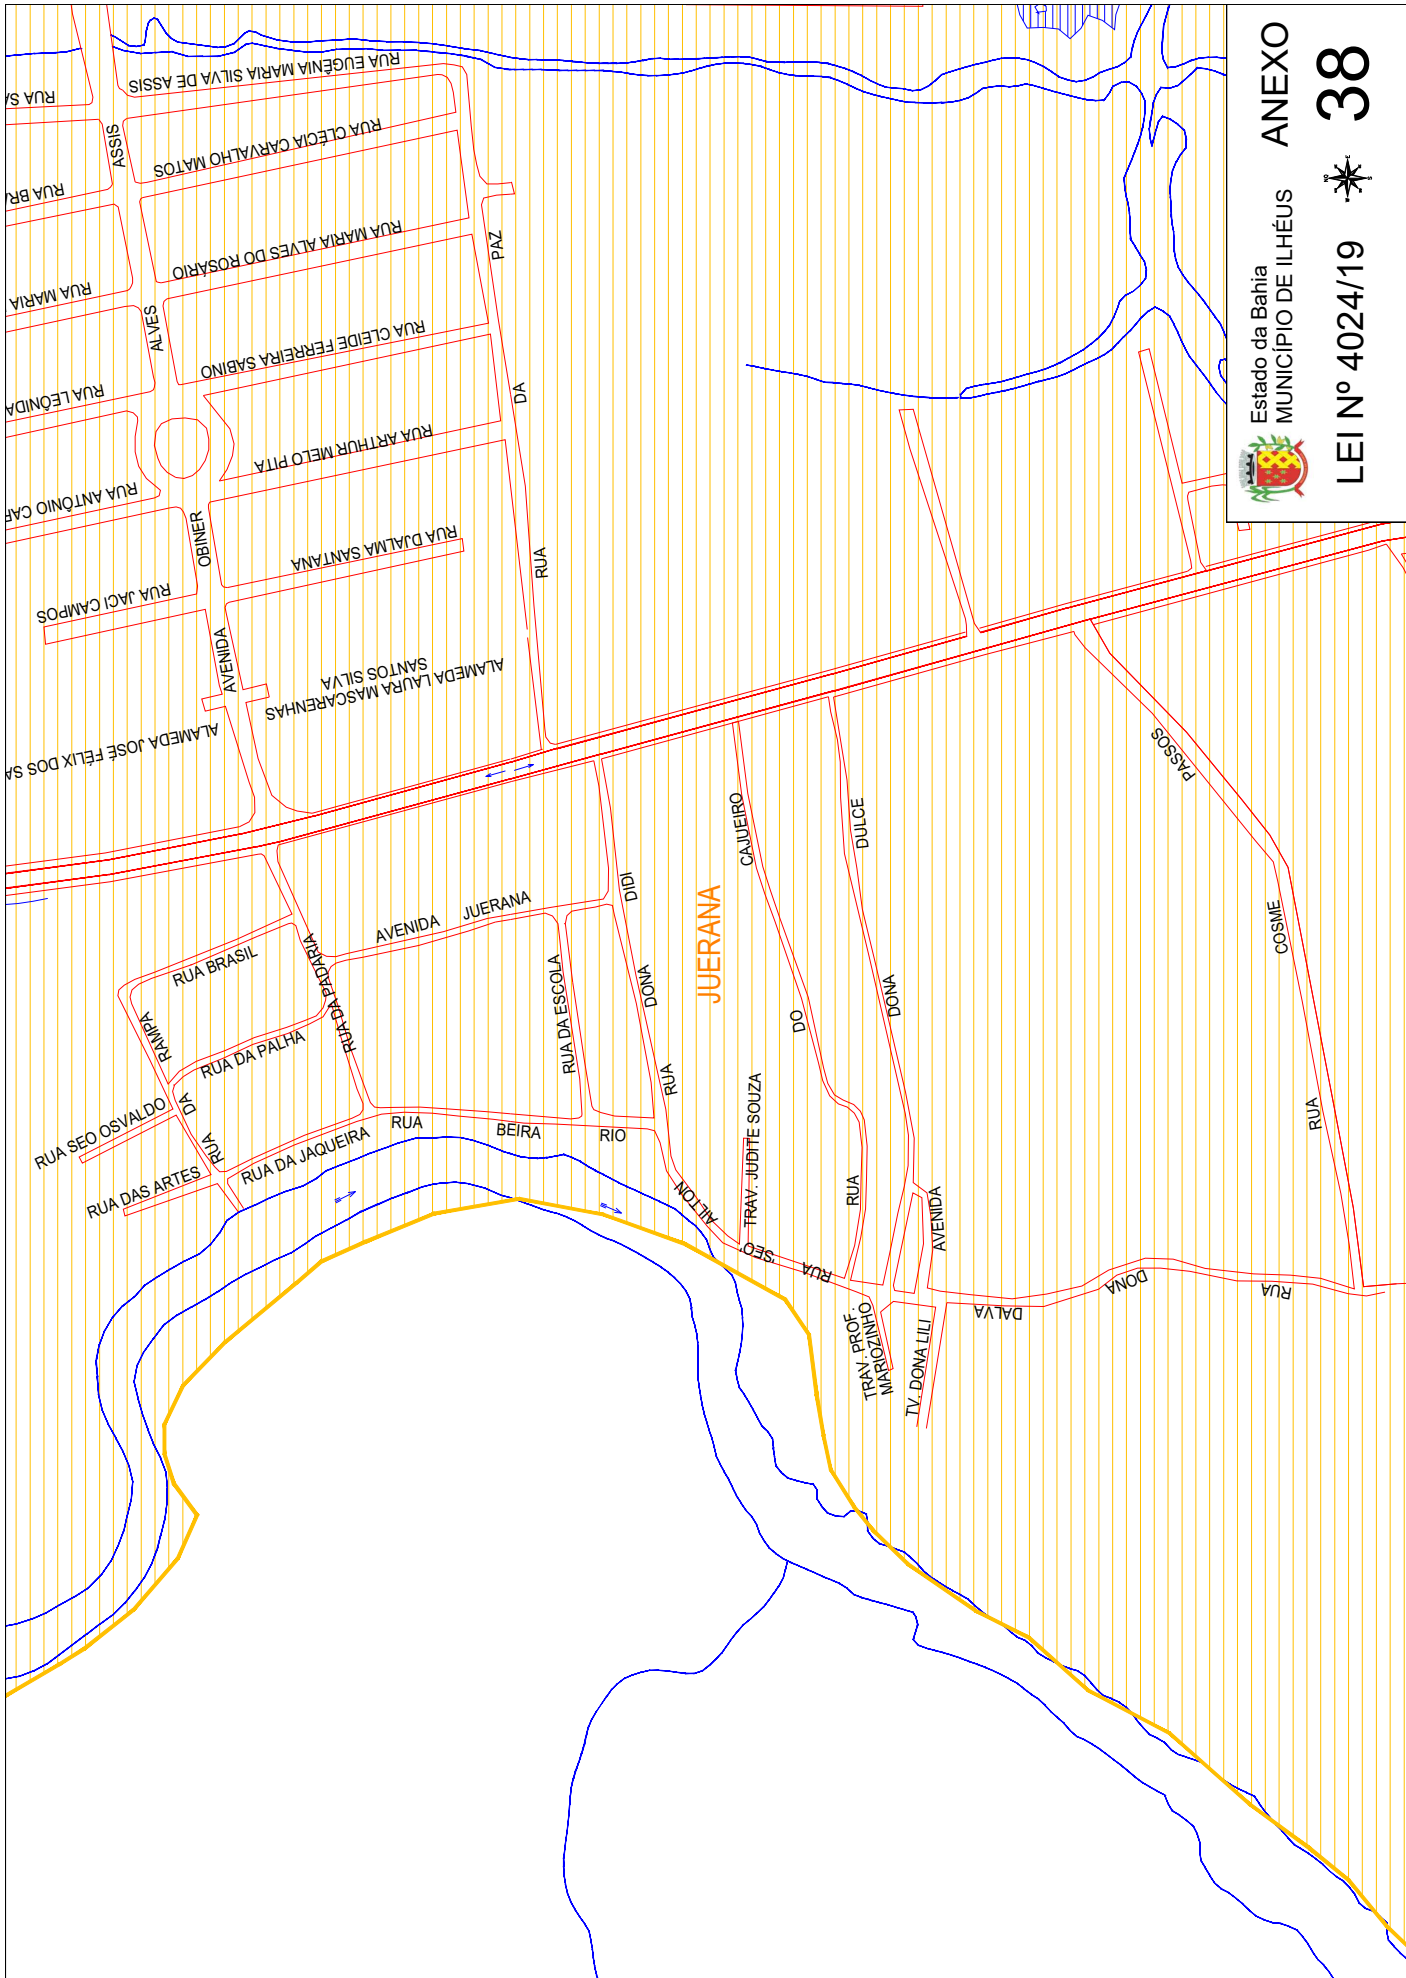 Estado da Bahia
MUNICÍPIO DE ILHÉUS
ANEXO
LEI Nº 4024/19
38
RUA EUGÊNIA MARIA SILVA DE ASSIS
RUA CLÉCIA CARVALHO MATOS
RUA MARIA ALVES DO ROSÁRIO
RUA CLEIDE FERREIRA SABINO
RUA ARTHUR MELO PITA
RUA DJALMA SANTANA
RUA JACI CAMPOS
ALAMEDA LAURA MASCARENHAS
SANTOS SILVA
ALAMEDA JOSÉ FÉLIX DOS SA
RUA SA
RUA BRA
RUA MARIA
RUA LEÔNIDA
RUA ANTÔNIO CAR
AVENIDA OBINER ALVES ASSIS
RUA DA PAZ
RUA BRASIL
RUA DA RAMPA
RUA DA PALHA
RUA DA PADARIA
RUA SEO OSVALDO
RUA DAS ARTES
RUA DA JAQUEIRA
AVENIDA JUERANA
RUA DA ESCOLA
RUA BEIRA RIO
RUA DONA DIDI
JUERANA
TRAV. JUDITE SOUZA
RUA 'SEO' AILTON
RUA DO CAJUEIRO
AVENIDA DONA DULCE
TRAV. PROF.
MARIOZINHO
TV. DONA LILI
RUA DONA DALVA
RUA COSME PASSOS